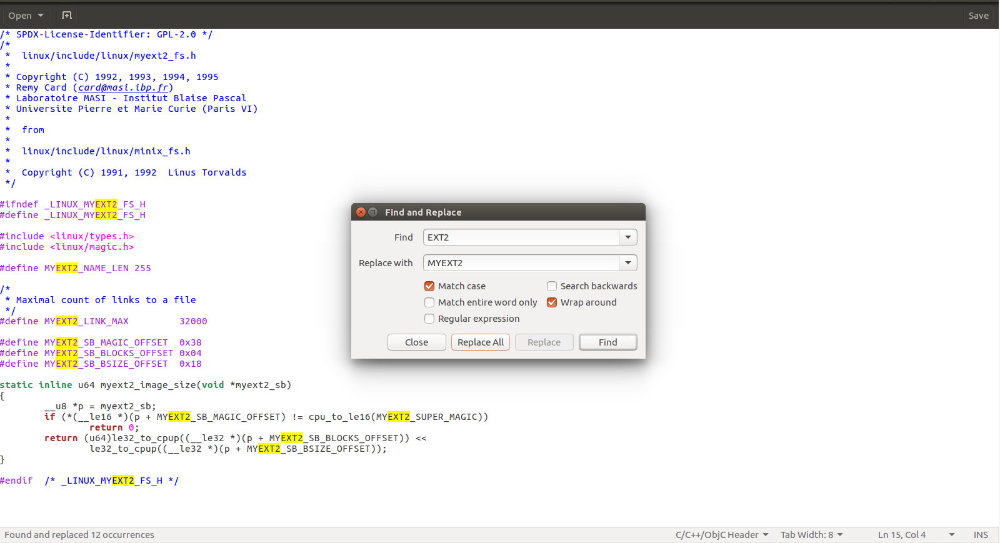 Open
Save
/* SPDX-License-Identifier: GPL-2.0 */
/*
 *  linux/include/linux/myext2_fs.h
 *
 * Copyright (C) 1992, 1993, 1994, 1995
 * Remy Card (card@masi.ibp.fr)
 * Laboratoire MASI - Institut Blaise Pascal
 * Universite Pierre et Marie Curie (Paris VI)
 *
 *  from
 *
 *  linux/include/linux/minix_fs.h
 *
 *  Copyright (C) 1991, 1992  Linus Torvalds
 */
#ifndef _LINUX_MYEXT2_FS_H
#define _LINUX_MYEXT2_FS_H
#include <linux/types.h>
#include <linux/magic.h>
#define MYEXT2_NAME_LEN 255
/*
 * Maximal count of links to a file
 */
#define MYEXT2_LINK_MAX         32000
#define MYEXT2_SB_MAGIC_OFFSET  0x38
#define MYEXT2_SB_BLOCKS_OFFSET 0x04
#define MYEXT2_SB_BSIZE_OFFSET  0x18
static inline u64 myext2_image_size(void *myext2_sb)
{
        __u8 *p = myext2_sb;
        if (*(__le16 *)(p + MYEXT2_SB_MAGIC_OFFSET) != cpu_to_le16(MYEXT2_SUPER_MAGIC))
                return 0;
        return (u64)le32_to_cpup((__le32 *)(p + MYEXT2_SB_BLOCKS_OFFSET)) <<
                le32_to_cpup((__le32 *)(p + MYEXT2_SB_BSIZE_OFFSET));
}
#endif  /* _LINUX_MYEXT2_FS_H */
Find and Replace
Find EXT2
Replace with MYEXT2
Match case Search backwards
Match entire word only Wrap around
Regular expression
Close Replace All Replace Find
Found and replaced 12 occurrences C/C++/ObjC Header Tab Width: 8 Ln 15, Col 4 INS